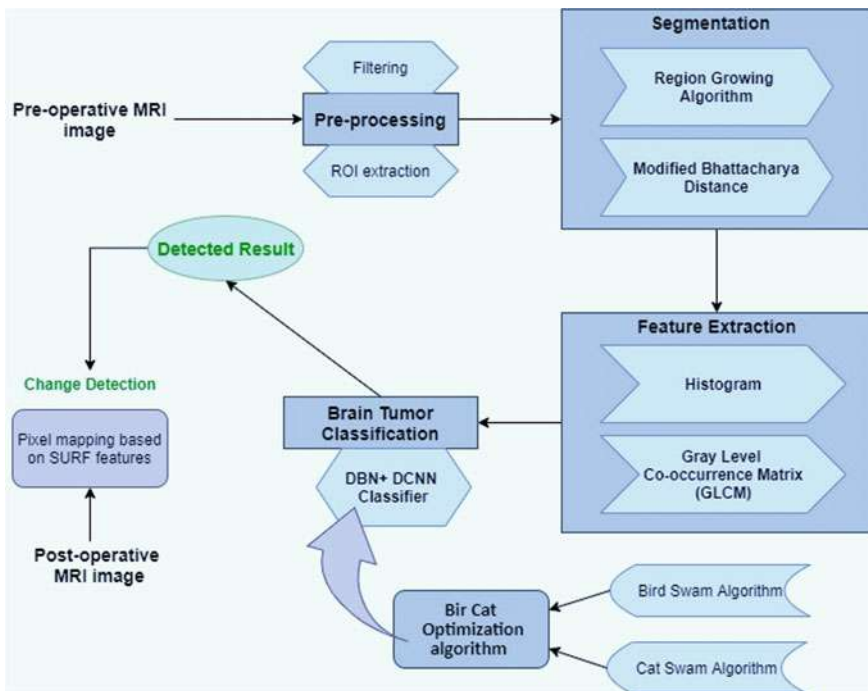 Pre-operative MRI
image
Filtering
Pre-processing
ROI extraction
Segmentation
Region Growing
Algorithm
Modified Bhattacharya
Distance
Feature Extraction
Histogram
Gray Level
Co-occurrence Matrix
(GLCM)
Brain Tumor
Classification
DBN+ DCNN
Classifier
Bir Cat
Optimization
algorithm
Bird Swam Algorithm
Cat Swam Algorithm
Detected Result
Change Detection
Pixel mapping based
on SURF features
Post-operative
MRI image